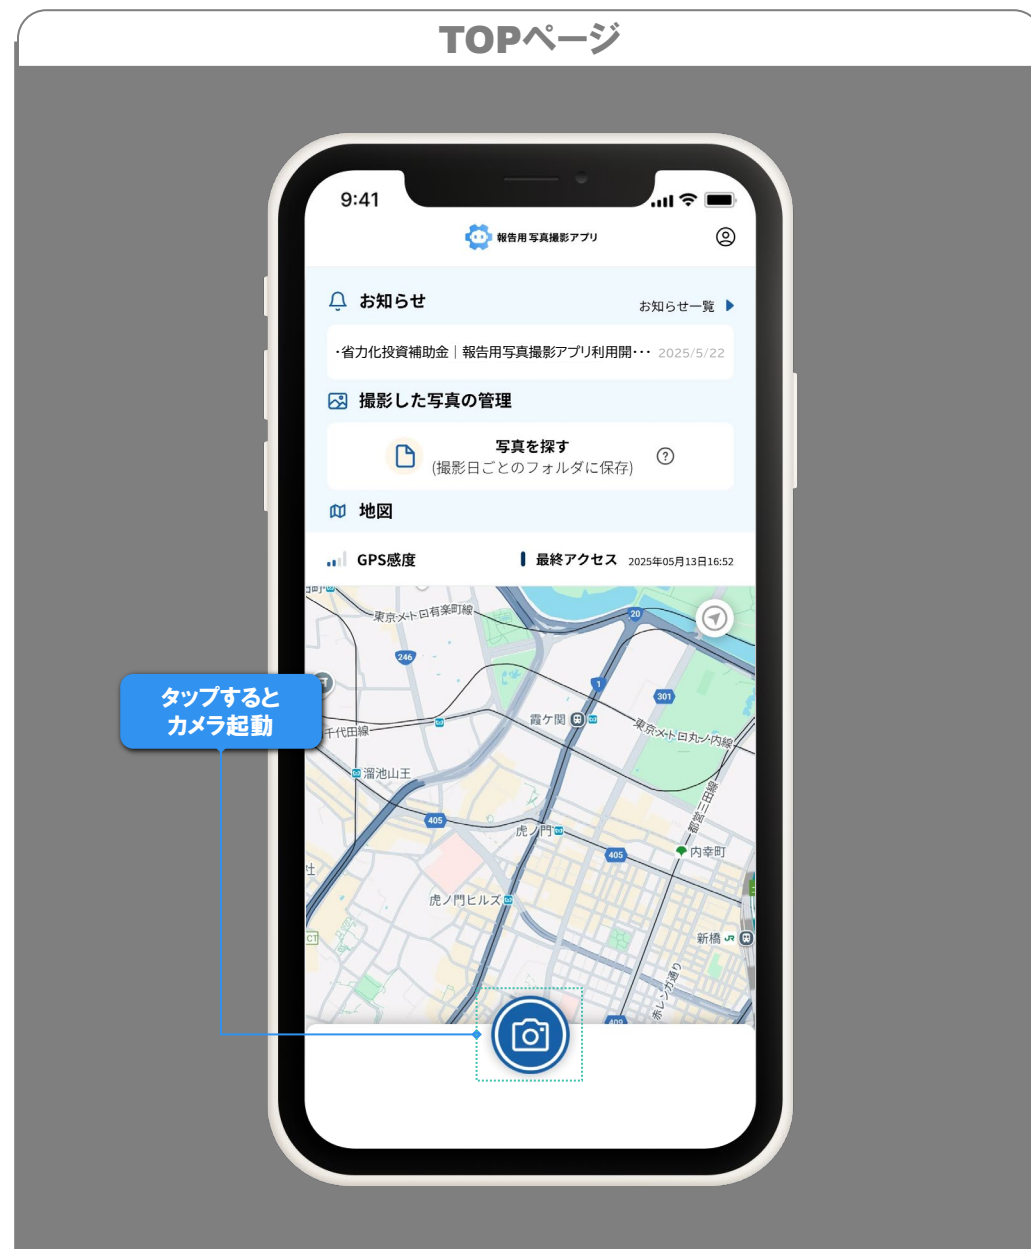 TOPページ
9:41
報告用 写真撮影アプリ
お知らせ
お知らせ一覧
・省力化投資補助金｜報告用写真撮影アプリ利用開・・・ 2025/5/22
撮影した写真の管理
写真を探す
(撮影日ごとのフォルダに保存)
?
地図
GPS感度
最終アクセス 2025年05月13日16:52
東京メトロ有楽町線
20
246
1
301
タップすると
カメラ起動
霞ケ関
千代田線
東京メトロ丸ノ内線
溜池山王
都営三田線
405
虎ノ門
405
内幸町
虎ノ門ヒルズ
新橋 JR
CT
赤レンガ通り
409